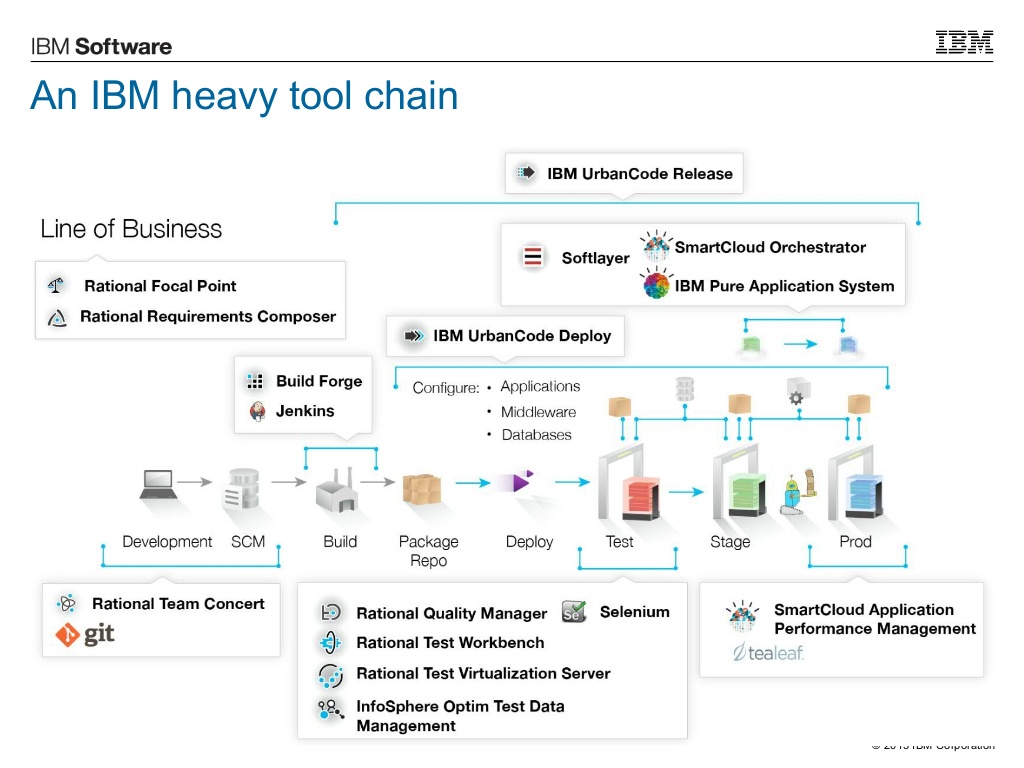 IBM Software
IBM
An IBM heavy tool chain
IBM UrbanCode Release
Line of Business
Softlayer
SmartCloud Orchestrator
IBM Pure Application System
Rational Focal Point
Rational Requirements Composer
IBM UrbanCode Deploy
Build Forge
Jenkins
Configure:
• Applications
• Middleware
• Databases
Development
SCM
Build
Package
Repo
Deploy
Test
Stage
Prod
Rational Team Concert
git
Rational Quality Manager
Se
Selenium
Rational Test Workbench
Rational Test Virtualization Server
InfoSphere Optim Test Data
Management
SmartCloud Application
Performance Management
tealeaf
IBM Corporation